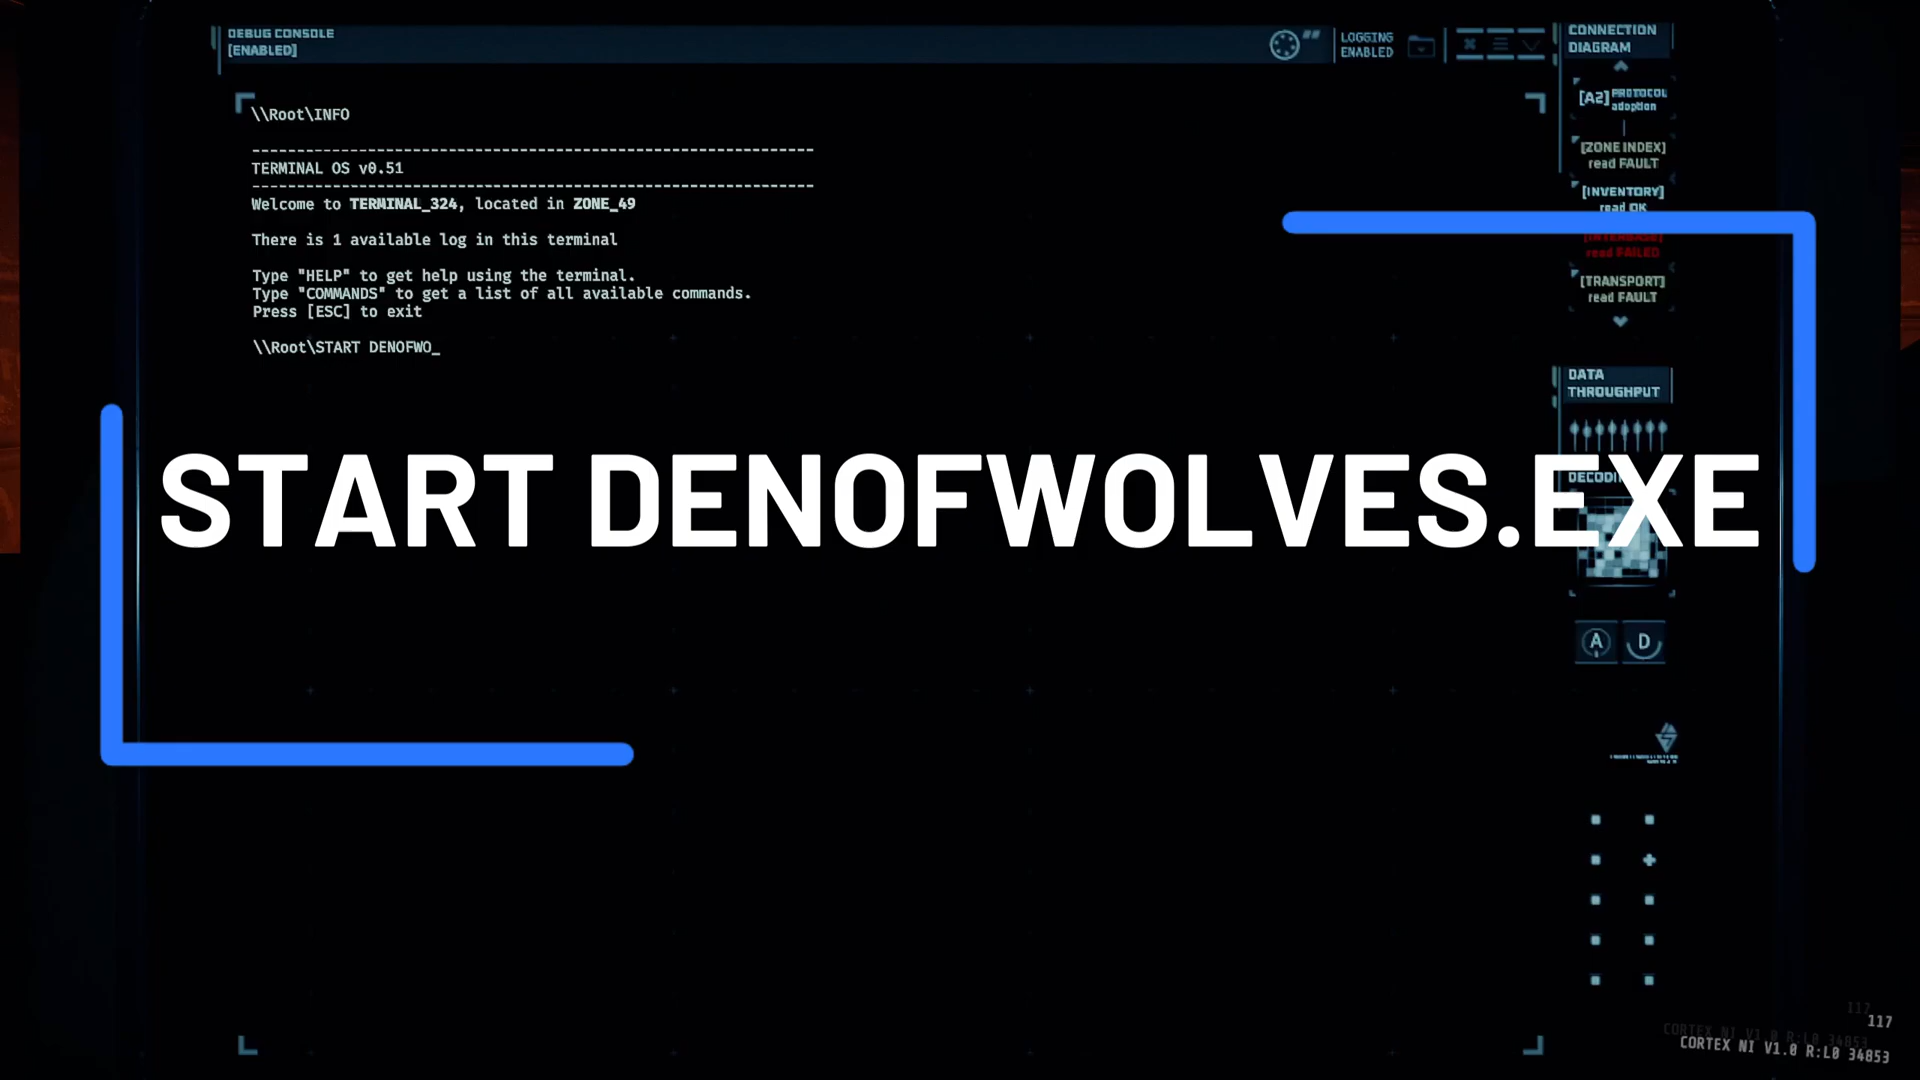 DEBUG CONSOLE
[ENABLED]
LOGGING
ENABLED
\\Root\INFO
TERMINAL OS v0.51
Welcome to TERMINAL_324, located in ZONE_49
There is 1 available log in this terminal
Type "HELP" to get help using the terminal.
Type "COMMANDS" to get a list of all available commands.
Press [ESC] to exit
\\Root\START DENOFWO_
START DENOFWOLVES.EXE
CONNECTION
DIAGRAM
[A2] PROTOCOL
adoption
[ZONE INDEX]
read FAULT
[INVENTORY]
read OK
read FAILED
[TRANSPORT]
read FAULT
DATA
THROUGHPUT
A D
117
CORTEX NI V1.0 R:L0 34853